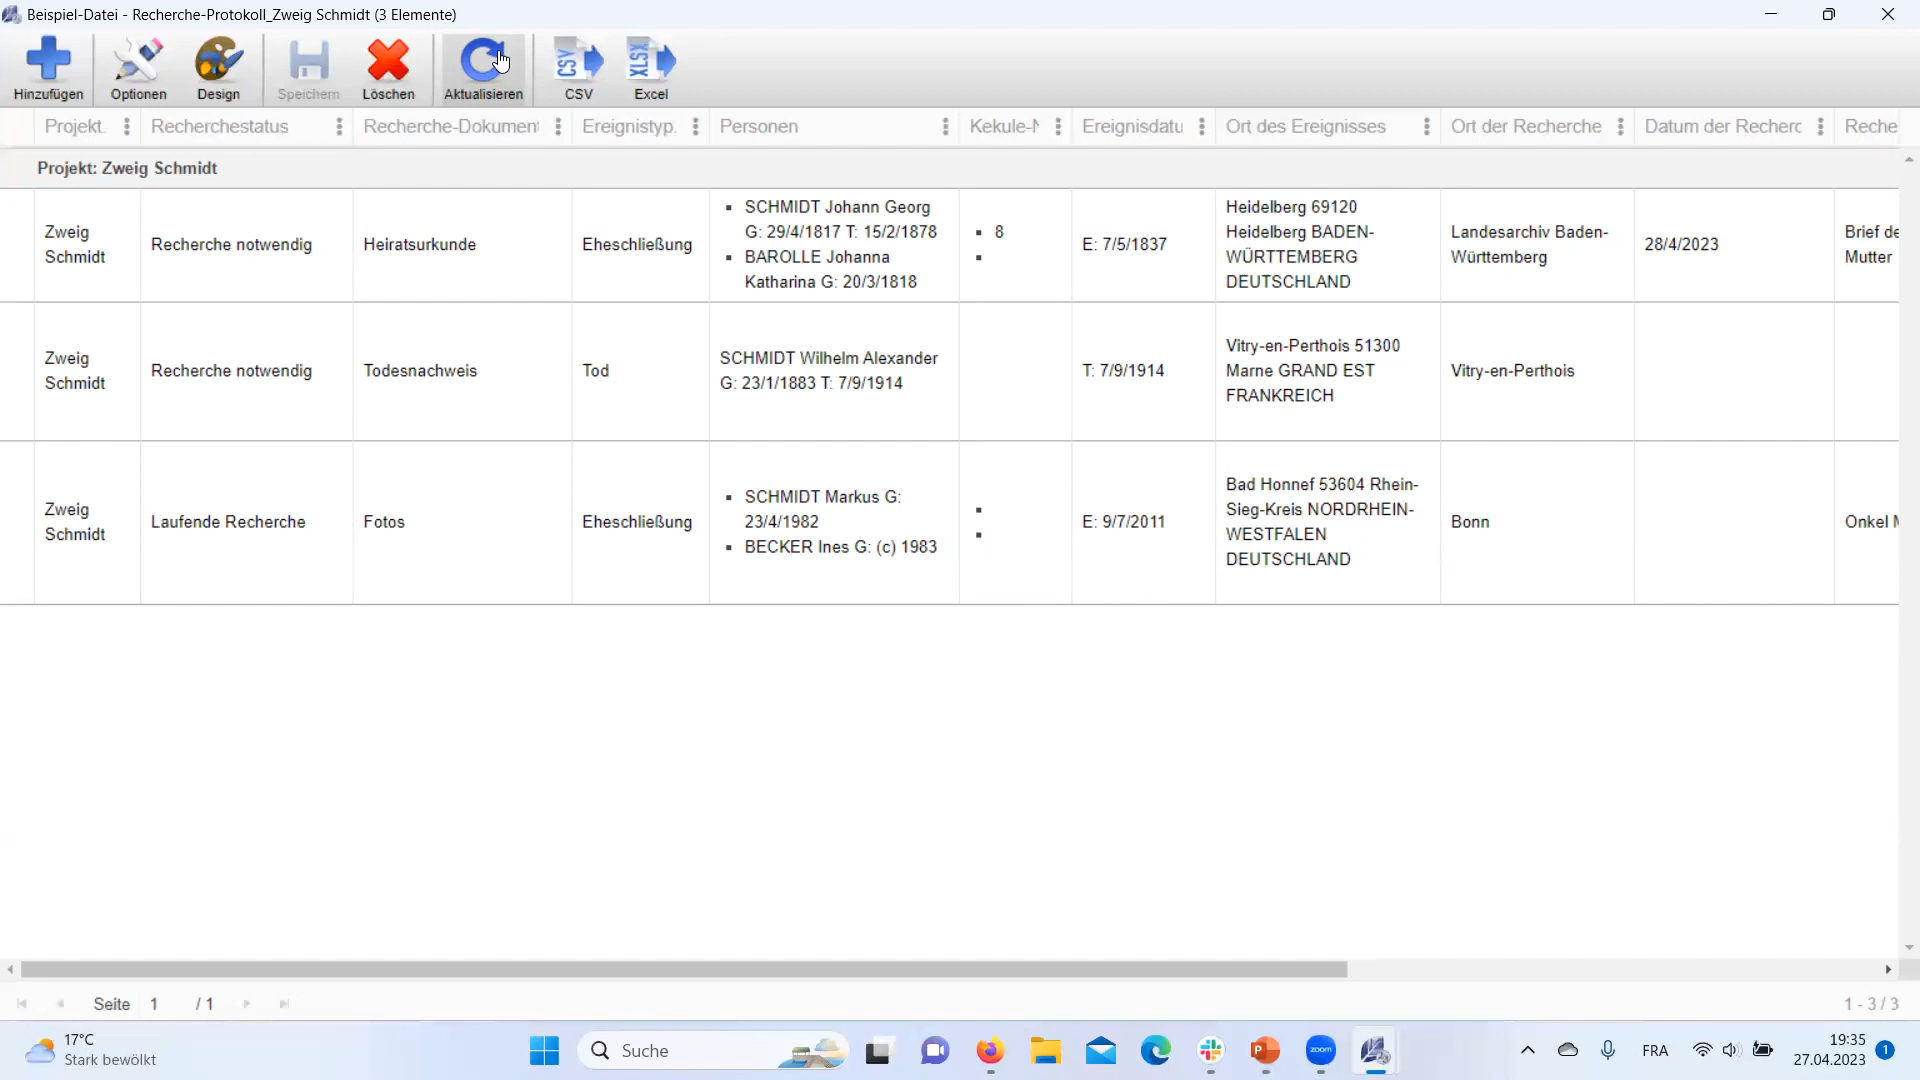 Beispiel-Datei - Recherche-Protokoll_Zweig Schmidt (3 Elemente)
Hinzufügen
Optionen
Design
Speichern
Löschen
Aktualisieren
CSV
CSV
XLSX
Excel
Projekt.
Recherchestatus
Recherche-Dokument
Ereignistyp.
Personen
Kekule-N
Ereignisdatu
Ort des Ereignisses
Ort der Recherche
Datum der Recherc
Reche
Projekt: Zweig Schmidt
Zweig
Schmidt
Recherche notwendig
Heiratsurkunde
Eheschließung
▪ SCHMIDT Johann Georg
G: 29/4/1817 T: 15/2/1878
▪ BAROLLE Johanna
Katharina G: 20/3/1818
▪ 8
▪
E: 7/5/1837
Heidelberg 69120
Heidelberg BADEN-
WÜRTTEMBERG
DEUTSCHLAND
Landesarchiv Baden-
Württemberg
28/4/2023
Brief de
Mutter
Zweig
Schmidt
Recherche notwendig
Todesnachweis
Tod
SCHMIDT Wilhelm Alexander
G: 23/1/1883 T: 7/9/1914
T: 7/9/1914
Vitry-en-Perthois 51300
Marne GRAND EST
FRANKREICH
Vitry-en-Perthois
Zweig
Schmidt
Laufende Recherche
Fotos
Eheschließung
▪ SCHMIDT Markus G:
23/4/1982
▪ BECKER Ines G: (c) 1983
▪
▪
E: 9/7/2011
Bad Honnef 53604 Rhein-
Sieg-Kreis NORDRHEIN-
WESTFALEN
DEUTSCHLAND
Bonn
Onkel M
Seite 1 / 1
1 - 3 / 3
17°C
Stark bewölkt
Suche
P
zoom
FRA
19:35
27.04.2023
1